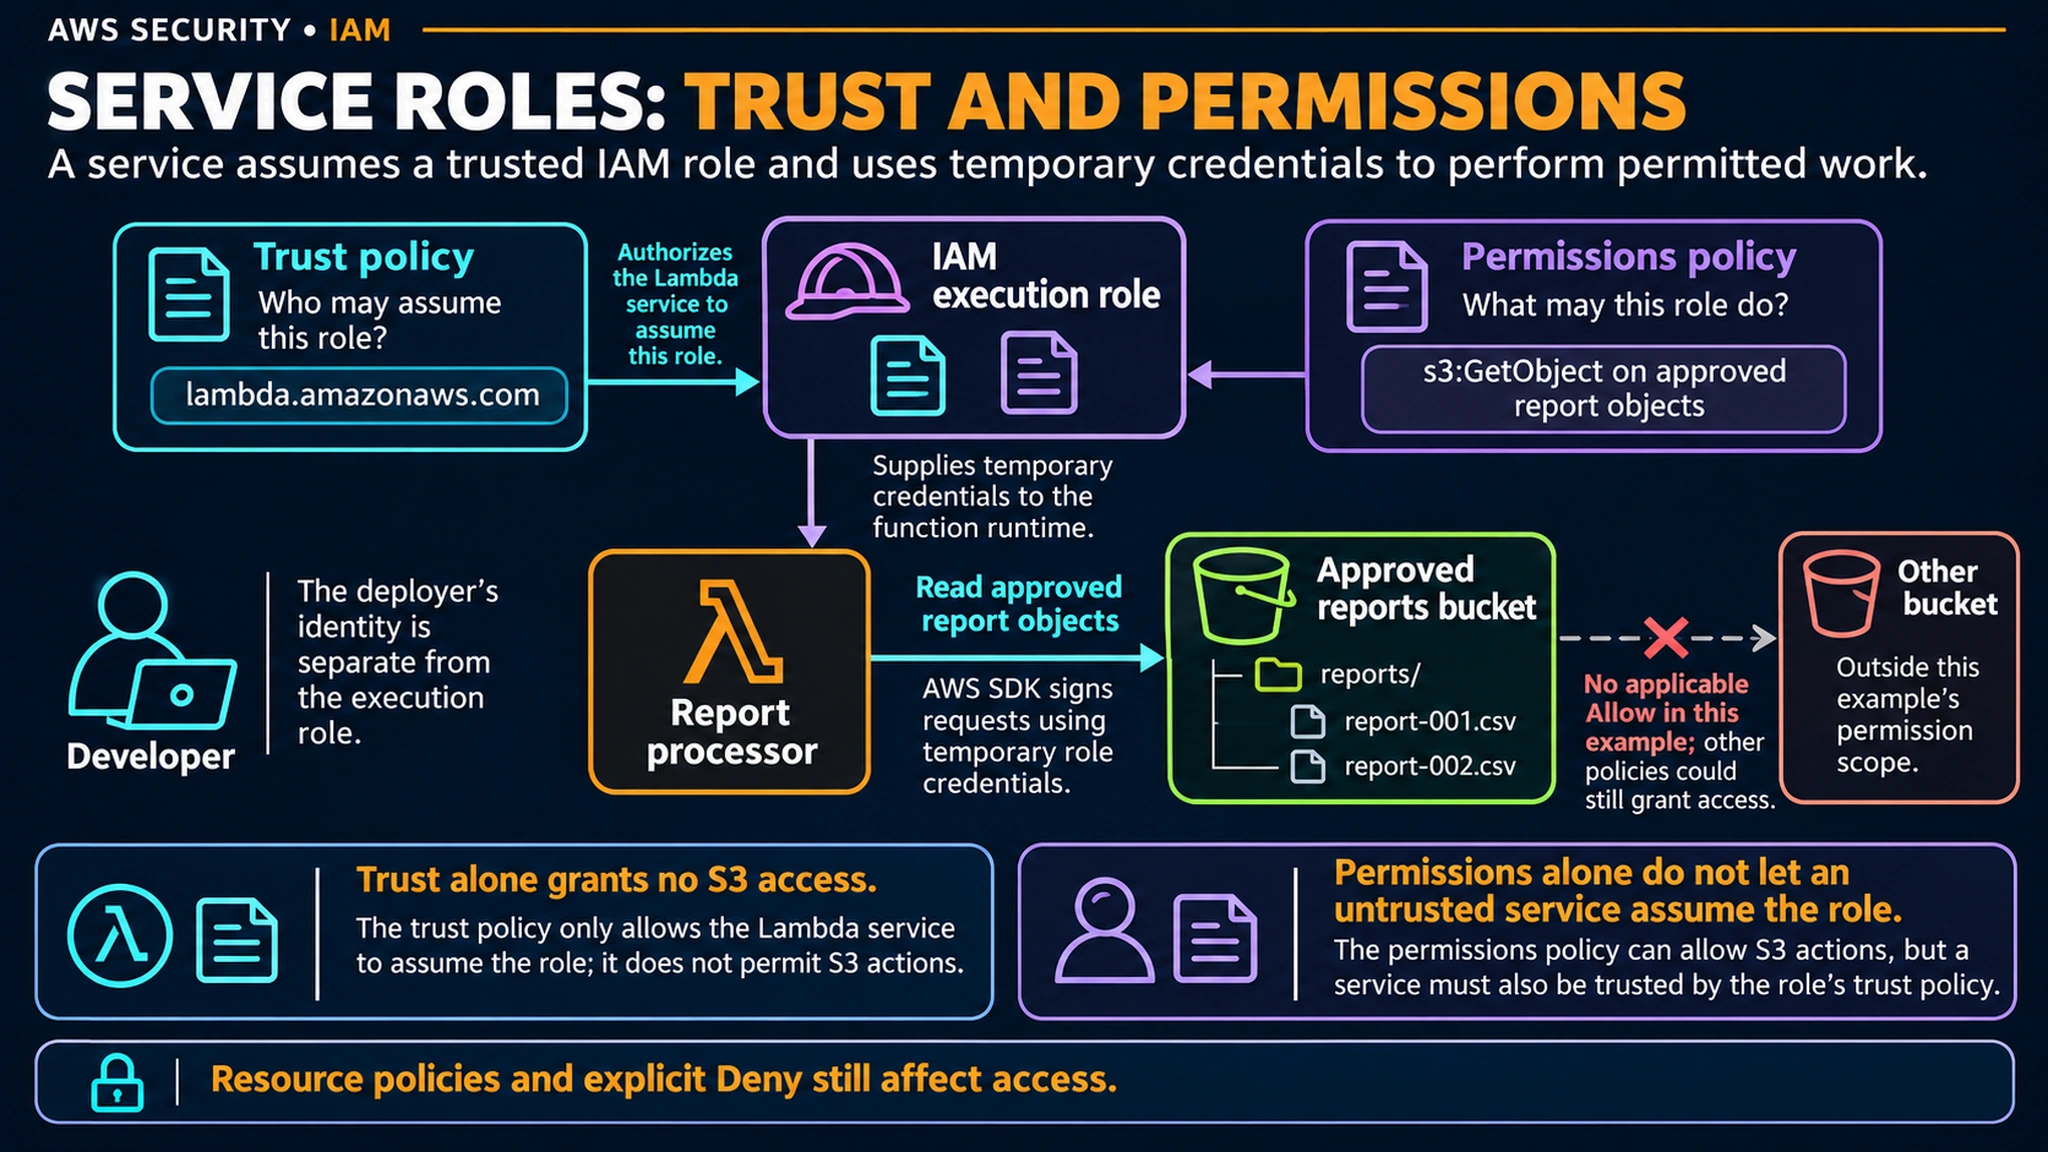 AWS SECURITY • IAM
SERVICE ROLES: TRUST AND PERMISSIONS
A service assumes a trusted IAM role and uses temporary credentials to perform permitted work.
Trust policy
Who may assume
this role?
lambda.amazonaws.com
Authorizes
the Lambda
service to
assume
this role.
IAM
execution role
Permissions policy
What may this role do?
s3:GetObject on approved
report objects
Supplies temporary
credentials to the
function runtime.
Developer
The deployer’s
identity is
separate from
the execution
role.
Report
processor
Read approved
report objects
AWS SDK signs
requests using
temporary role
credentials.
Approved
reports bucket
reports/
report-001.csv
report-002.csv
No applicable
Allow in this
example; other
policies could
still grant access.
Other
bucket
Outside this
example’s
permission
scope.
Trust alone grants no S3 access.
The trust policy only allows the Lambda service
to assume the role; it does not permit S3 actions.
Permissions alone do not let an
untrusted service assume the role.
The permissions policy can allow S3 actions, but a
service must also be trusted by the role’s trust policy.
Resource policies and explicit Deny still affect access.